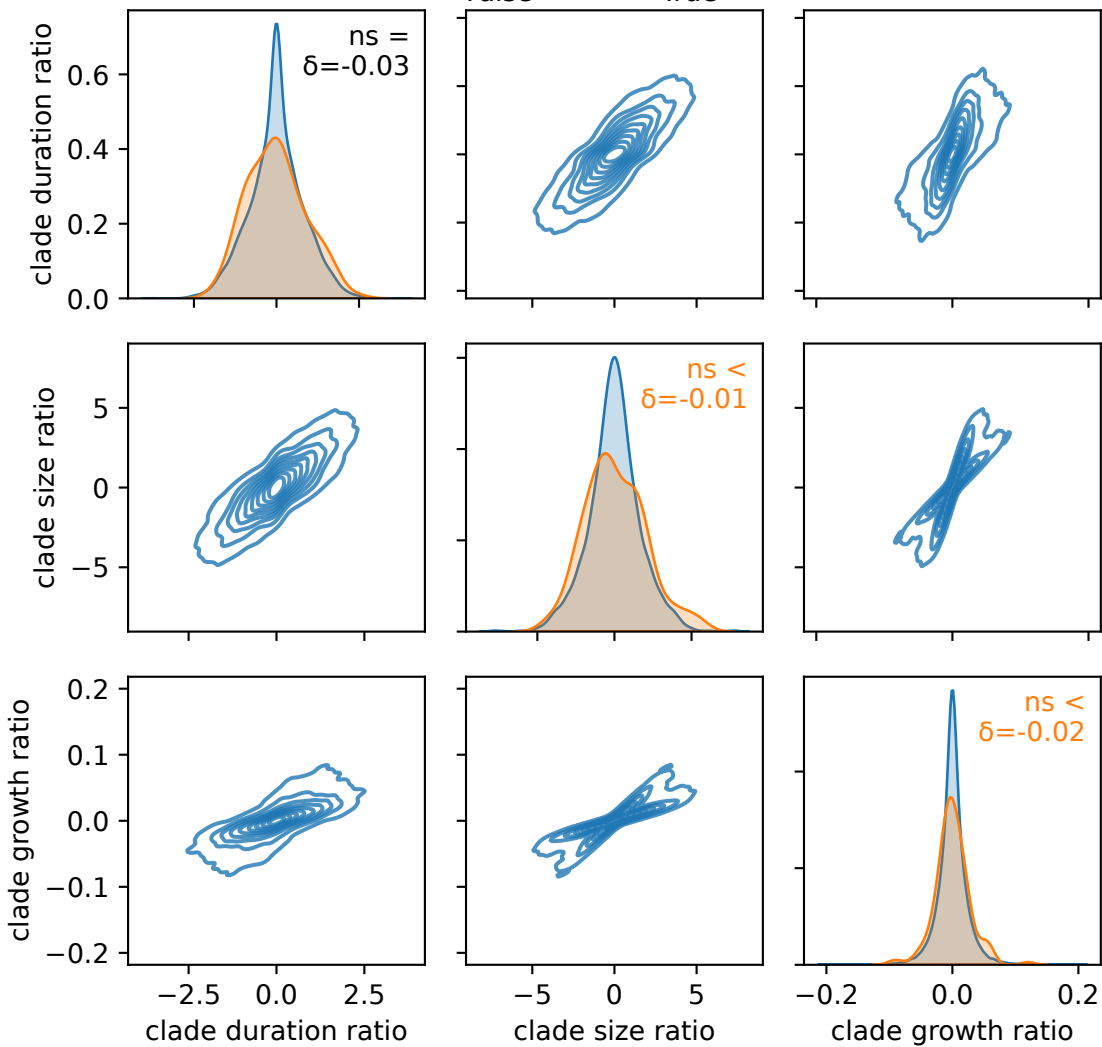 ns =
δ=-0.03
clade duration ratio
0.6
0.4
0.2
0.0
ns <
δ=-0.01
clade size ratio
5
0
−5
ns <
δ=-0.02
clade growth ratio
0.2
0.1
0.0
−0.1
−0.2
−2.5 0.0 2.5
−5 0 5
−0.2 0.0 0.2
clade duration ratio
clade size ratio
clade growth ratio